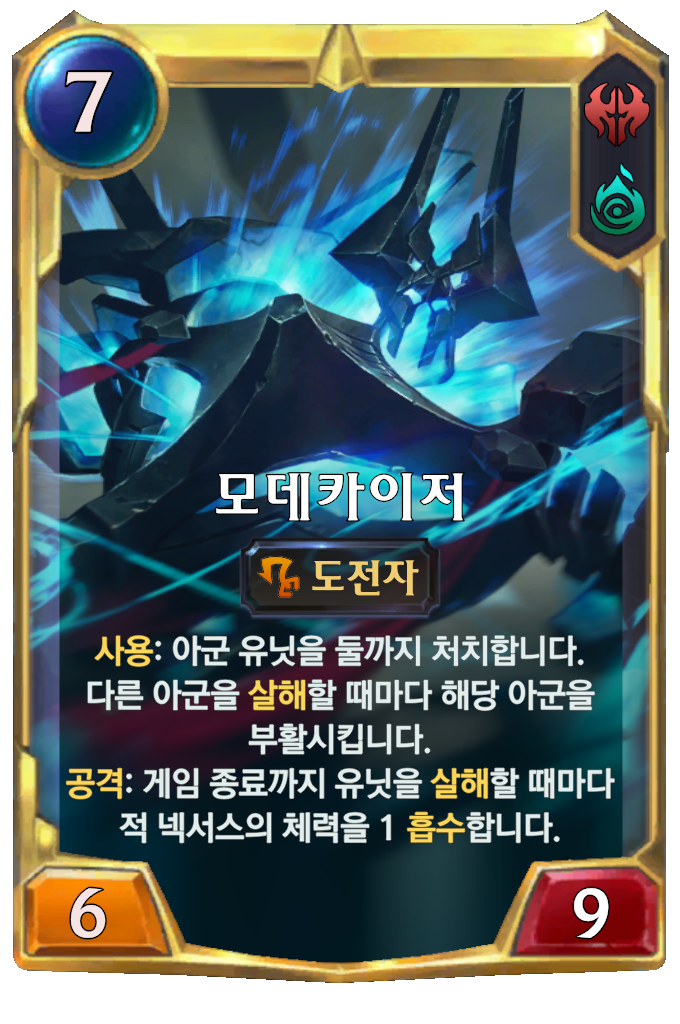 7
모데카이저
도전자
사용: 아군 유닛을 둘까지 처치합니다.
다른 아군을 살해할 때마다 해당 아군을
부활시킵니다.
공격: 게임 종료까지 유닛을 살해할 때마다
적 넥서스의 체력을 1 흡수합니다.
6
9